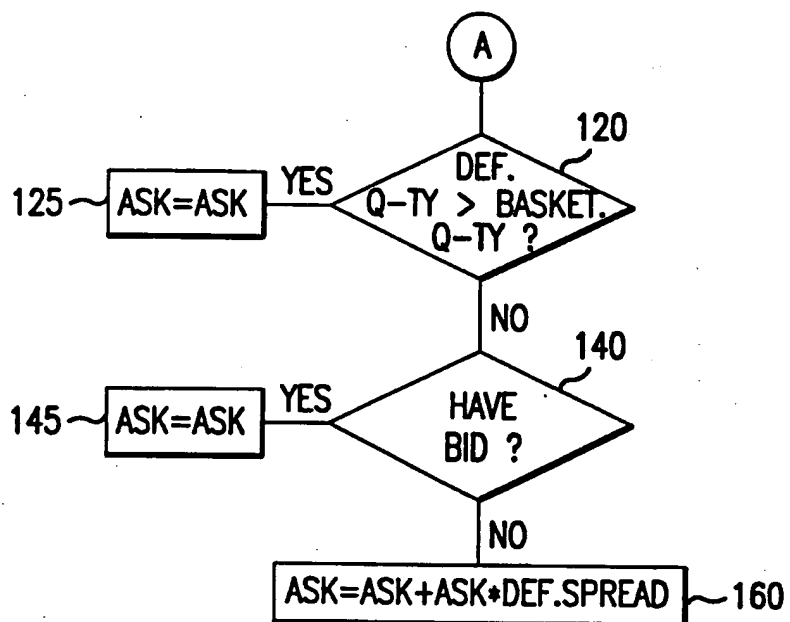 A
120
DEF.
Q-TY > BASKET.
Q-TY ?
YES
125
ASK=ASK
NO
140
HAVE
BID ?
YES
145
ASK=ASK
NO
ASK=ASK+ASK*DEF.SPREAD
160